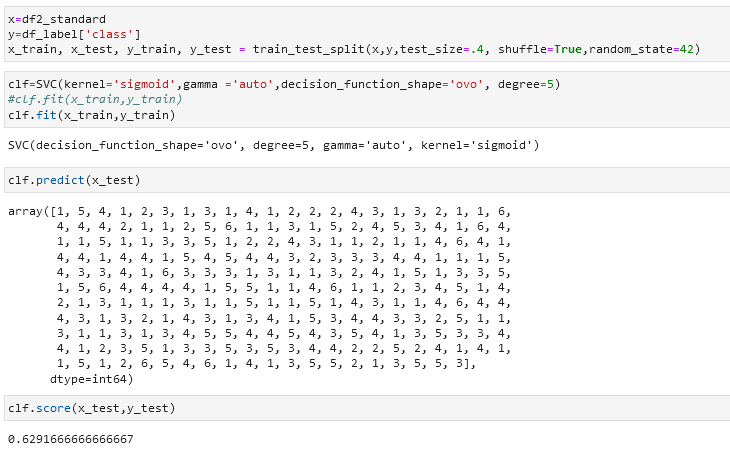 x=df2_standard
y=df_label['class']
x_train, x_test, y_train, y_test = train_test_split(x,y,test_size=.4, shuffle=True,random_state=42)
clf=SVC(kernel='sigmoid',gamma ='auto',decision_function_shape='ovo', degree=5)
#clf.fit(x_train,y_train)
clf.fit(x_train,y_train)
SVC(decision_function_shape='ovo', degree=5, gamma='auto', kernel='sigmoid')
clf.predict(x_test)
array([1, 5, 4, 1, 2, 3, 1, 3, 1, 4, 1, 2, 2, 2, 4, 3, 1, 3, 2, 1, 1, 6,
4, 4, 4, 2, 1, 1, 2, 5, 6, 1, 1, 3, 1, 5, 2, 4, 5, 3, 4, 1, 6, 4,
1, 1, 5, 1, 1, 3, 3, 5, 1, 2, 2, 4, 3, 1, 1, 2, 1, 1, 4, 6, 4, 1,
4, 4, 1, 4, 4, 1, 5, 4, 5, 4, 4, 3, 2, 3, 3, 3, 4, 4, 1, 1, 1, 5,
4, 3, 3, 4, 1, 6, 3, 3, 3, 1, 3, 1, 1, 3, 2, 4, 1, 5, 1, 3, 3, 5,
1, 5, 6, 4, 4, 4, 4, 1, 5, 5, 1, 1, 4, 6, 1, 1, 2, 3, 4, 5, 1, 4,
2, 1, 3, 1, 1, 1, 3, 1, 1, 5, 1, 1, 5, 1, 4, 3, 1, 1, 4, 6, 4, 4,
4, 3, 1, 3, 2, 1, 4, 3, 1, 3, 4, 1, 5, 3, 4, 4, 3, 3, 2, 5, 1, 1,
3, 1, 1, 3, 1, 3, 4, 5, 5, 4, 4, 5, 4, 3, 5, 4, 1, 3, 5, 3, 3, 4,
4, 1, 2, 3, 5, 1, 3, 3, 5, 3, 5, 3, 4, 4, 2, 2, 5, 2, 4, 1, 4, 1,
1, 5, 1, 2, 6, 5, 4, 6, 1, 4, 1, 3, 5, 5, 2, 1, 3, 5, 5, 3],
dtype=int64)
clf.score(x_test,y_test)
0.6291666666666667